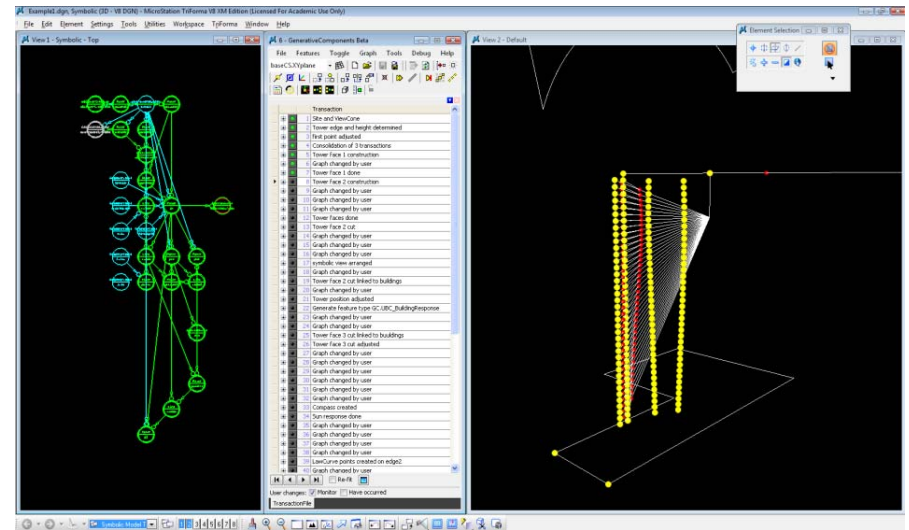 Example1.dgn, Symbolic (3D - V8 DGN) - MicroStation TriForma V8 XM Edition (Licensed For Academic Use Only)
File Edit Element Settings Tools Utilities Workspace TriForma Window Help
View 1 - Symbolic - Top
6 - GenerativeComponents Beta
File Features Toggle Graph Tools Debug Help
baseCS.XYplane
Transaction
1 Site and ViewCone
2 Tower edge and height determined
3 first point adjusted
4 Consolidation of 3 transactions
5 Tower face 1 construction
6 Graph changed by user
7 Tower face 1 done
8 Tower face 2 construction
9 Graph changed by user
10 Graph changed by user
11 Graph changed by user
12 Tower faces done
13 Tower face 2 cut
14 Graph changed by user
15 Graph changed by user
16 Graph changed by user
17 symbolic view arranged
18 Graph changed by user
19 Tower face 2 cut linked to buildings
20 Graph changed by user
21 Tower position adjusted
22 Generate feature type GC.UBC_BuildingResponse
23 Graph changed by user
24 Graph changed by user
25 Tower face 3 cut linked to buuldings
26 Tower face 3 cut adjusted
27 Graph changed by user
28 Graph changed by user
29 Graph changed by user
30 Graph changed by user
31 Graph changed by user
32 Graph changed by user
33 Compass created
34 Sun response done
35 Graph changed by user
36 Graph changed by user
37 Graph changed by user
38 Graph changed by user
39 LawCurve points created on edge2
40 Graph changed by user
Re-fit
User changes: Monitor Have occurred
TransactionFile
View 2 - Default
Element Selection
Symbolic Model 1
1 2 3 4 5 6 7 8